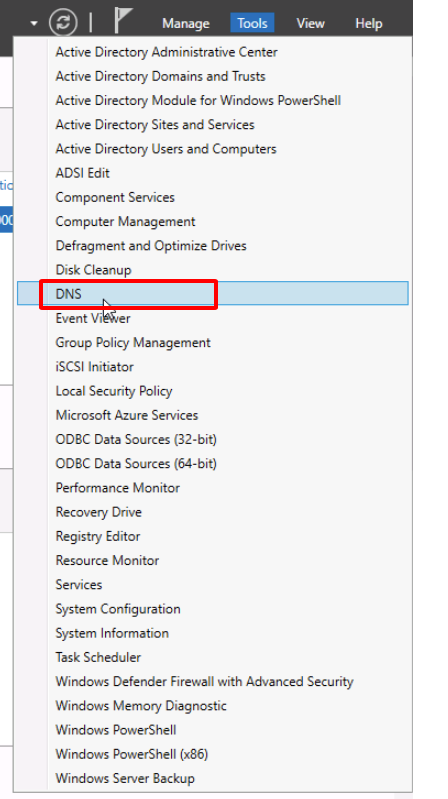 Manage Tools View Help
Active Directory Administrative Center
Active Directory Domains and Trusts
Active Directory Module for Windows PowerShell
Active Directory Sites and Services
Active Directory Users and Computers
ADSI Edit
Component Services
Computer Management
Defragment and Optimize Drives
Disk Cleanup
DNS
Event Viewer
Group Policy Management
iSCSI Initiator
Local Security Policy
Microsoft Azure Services
ODBC Data Sources (32-bit)
ODBC Data Sources (64-bit)
Performance Monitor
Recovery Drive
Registry Editor
Resource Monitor
Services
System Configuration
System Information
Task Scheduler
Windows Defender Firewall with Advanced Security
Windows Memory Diagnostic
Windows PowerShell
Windows PowerShell (x86)
Windows Server Backup